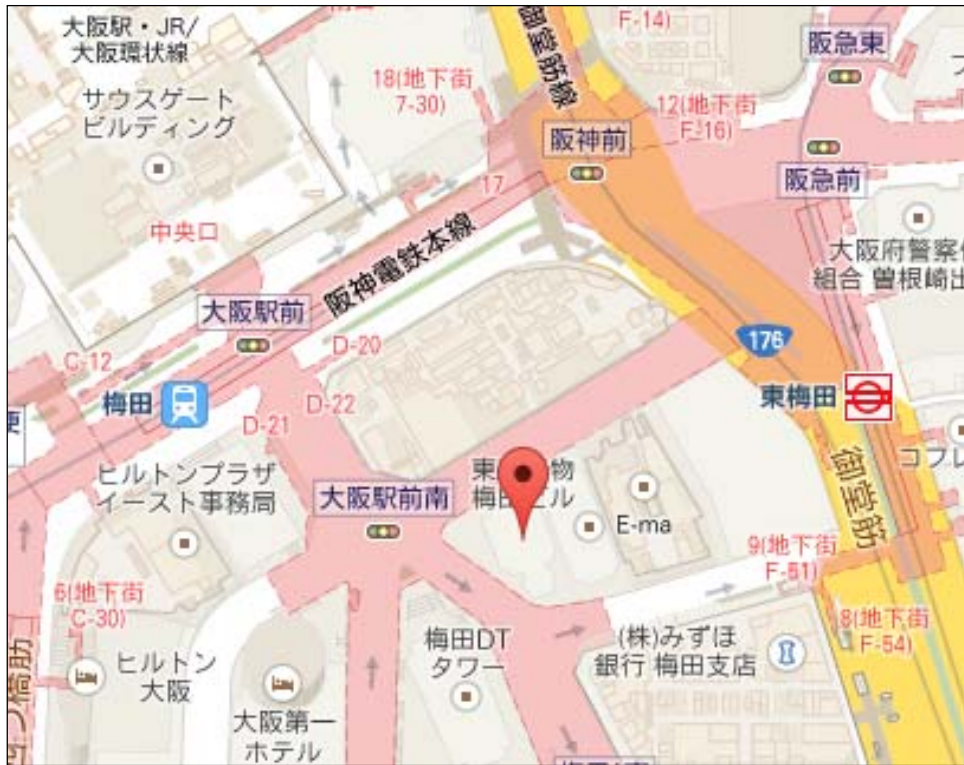 大阪駅・JR/
大阪環状線
サウスゲート
ビルディング
中央口
18(地下街
7-30)
御堂筋線
F-14)
阪急東
12(地下街
F-16)
阪神前
阪急前
17
大阪府警察
組合 曽根崎出
阪神電鉄本線
大阪駅前
C-12
D-20
176
梅田
D-22
D-21
東梅田
コフレ
ヒルトンプラザ
イースト事務局
大阪駅前南
梅田ビル
E-ma
御堂筋
9(地下街
F-61)
6(地下街
C-30)
8(地下街
F-54)
梅田DT
タワー
(株)みずほ
銀行 梅田支店
ヒルトン
大阪
大阪第一
ホテル